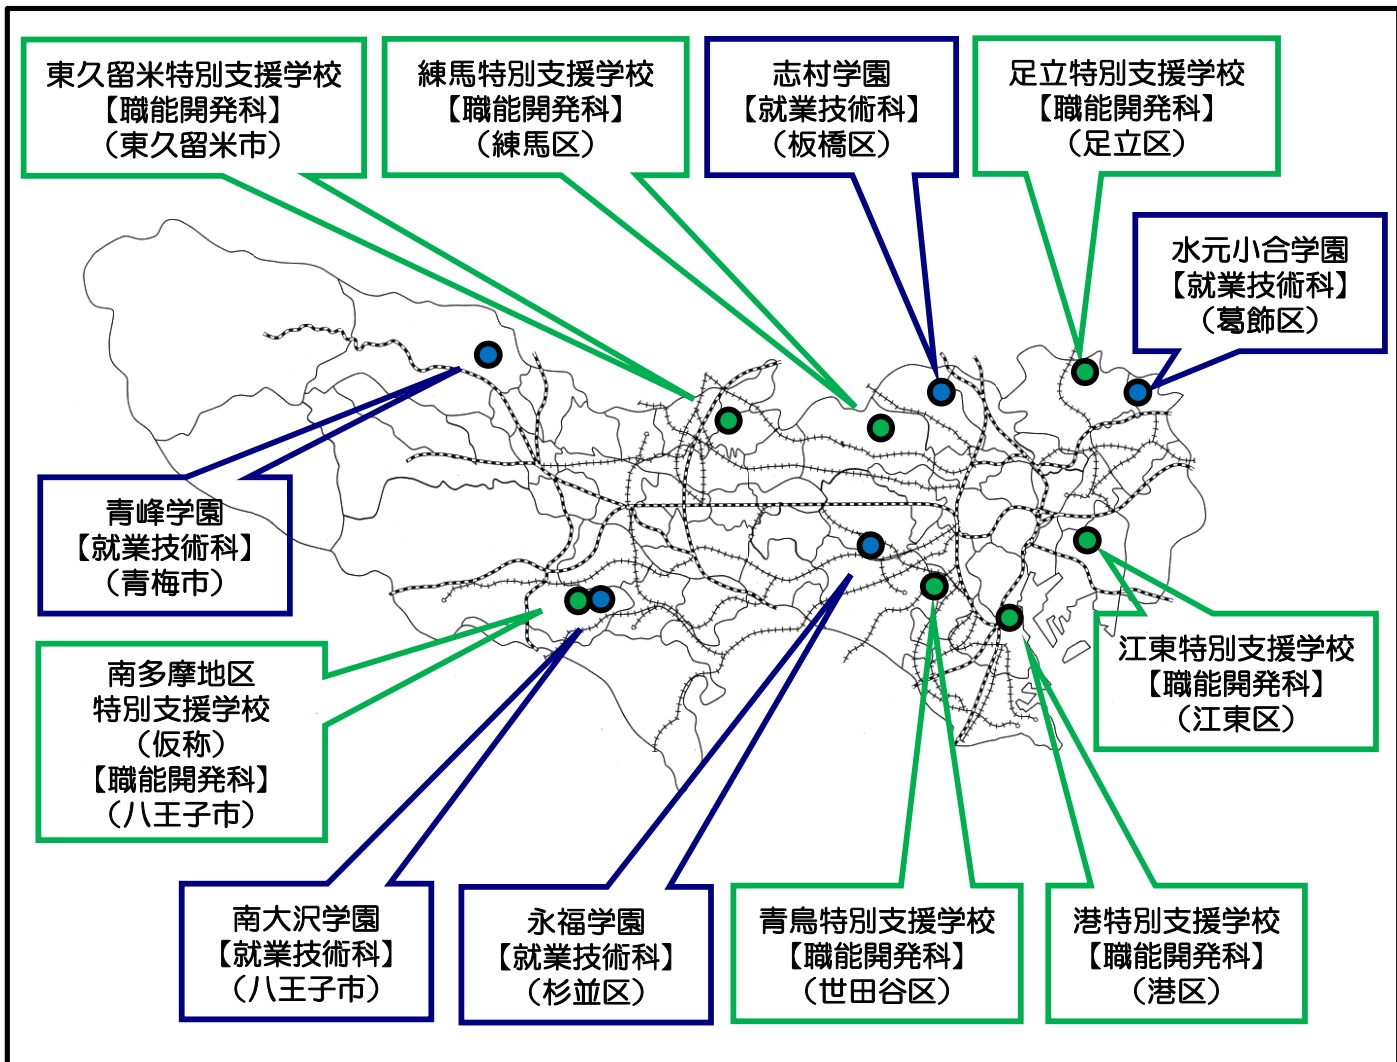 東久留米特別支援学校
【職能開発科】
（東久留米市）
練馬特別支援学校
【職能開発科】
（練馬区）
志村学園
【就業技術科】
（板橋区）
足立特別支援学校
【職能開発科】
（足立区）
水元小合学園
【就業技術科】
（葛飾区）
青峰学園
【就業技術科】
（青梅市）
南多摩地区
特別支援学校
（仮称）
【職能開発科】
（八王子市）
江東特別支援学校
【職能開発科】
（江東区）
南大沢学園
【就業技術科】
（八王子市）
永福学園
【就業技術科】
（杉並区）
青鳥特別支援学校
【職能開発科】
（世田谷区）
港特別支援学校
【職能開発科】
（港区）